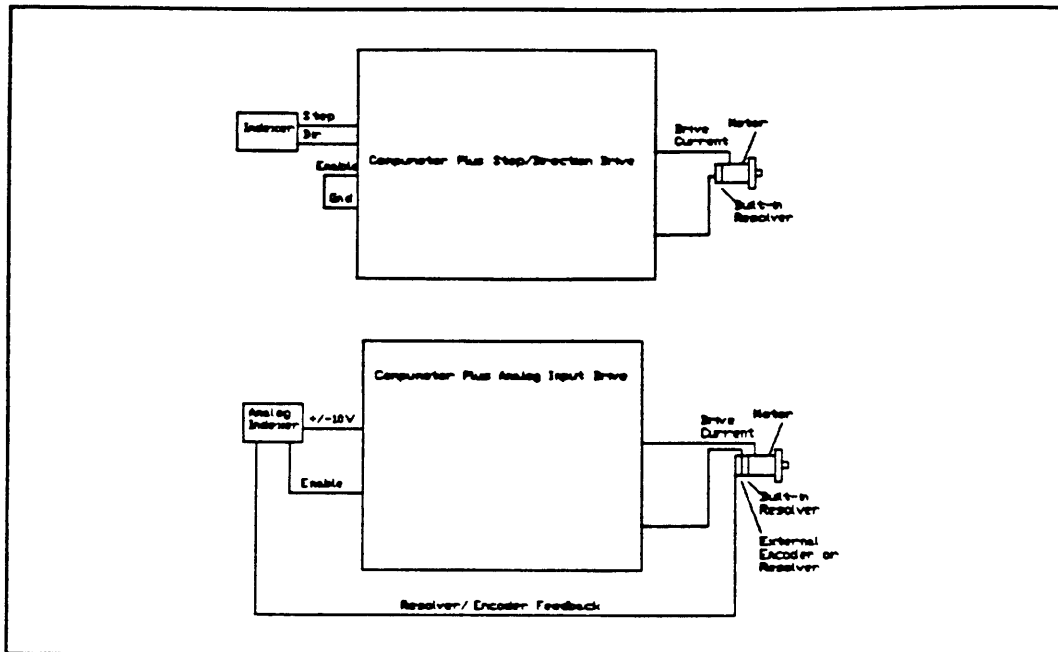 Step
Indexer
Dir
Enable
Gnd
Compumotor Plus Step/Direction Drive
Drive
Current
Motor
Built-in
Resolver
Compumotor Plus Analog Input Drive
Analog
Indexer
+/-10V
Enable
Drive
Current
Motor
Built-in
Resolver
External
Encoder or
Resolver
Resolver/ Encoder Feedback